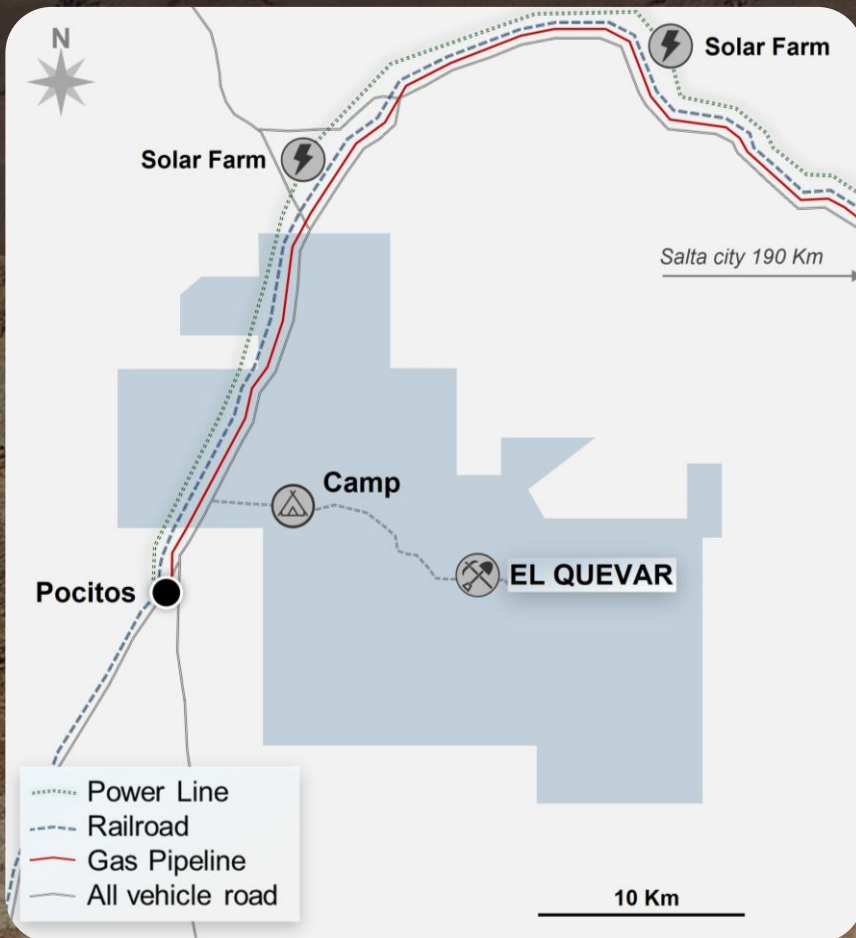 N
Solar Farm
Solar Farm
Salta city 190 Km
Camp
EL QUEVAR
Pocitos
Power Line
Railroad
Gas Pipeline
All vehicle road
10 Km